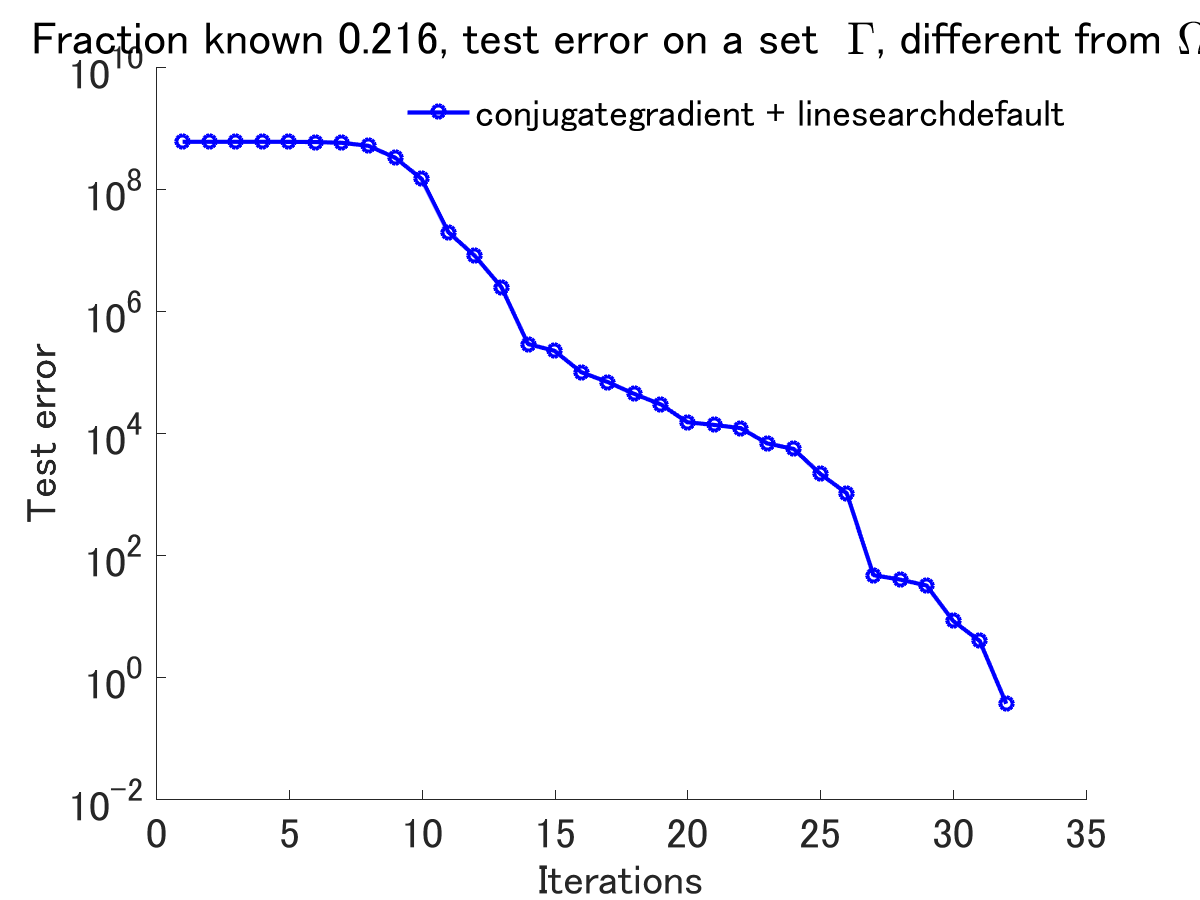 Fraction known 0.216, test error on a set Γ, different from Ω
10^10
conjugategradient + linesearchdefault
10^8
10^6
10^4
10^2
10^0
10^-2
Test error
0 5 10 15 20 25 30 35
Iterations